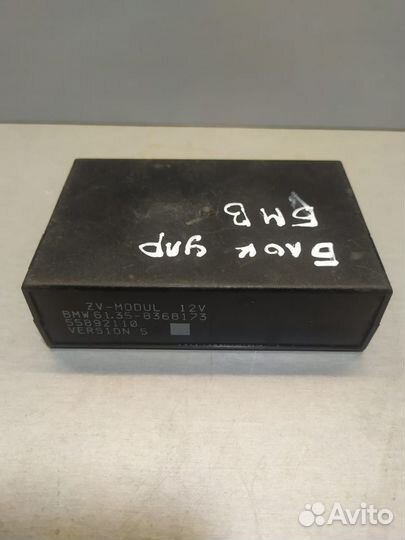 Блок упр
БМВ
ZV-MODUL 12V
BMW 61.35-8368173
55892110
VERSION 5
Avito